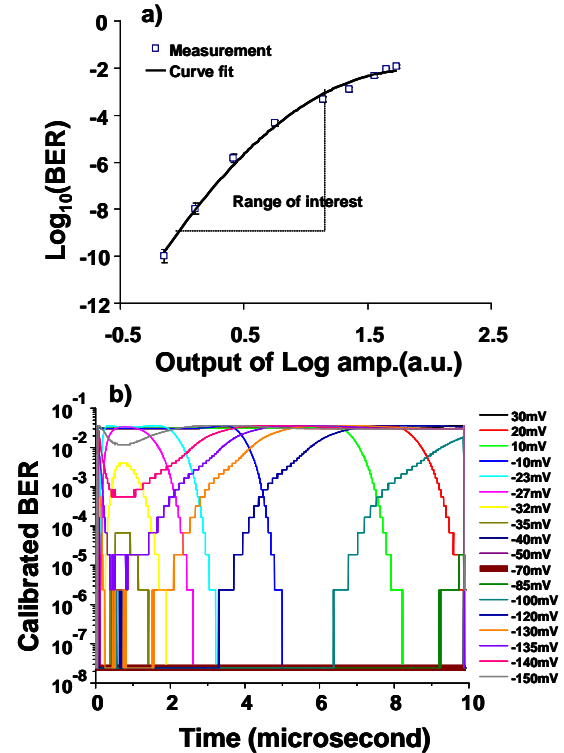 a)
0
-2
-4
-6
-8
-10
-12
Log10(BER)
Measurement
Curve fit
Range of interest
-0.5
0.5
1.5
2.5
Output of Log amp.(a.u.)
b)
10-1
10-2
10-3
10-4
10-5
10-6
10-7
10-8
Calibrated BER
30mV
20mV
10mV
-10mV
-23mV
-27mV
-32mV
-35mV
-40mV
-50mV
-70mV
-85mV
-100mV
-120mV
-130mV
-135mV
-140mV
-150mV
0
2
4
6
8
10
Time (microsecond)